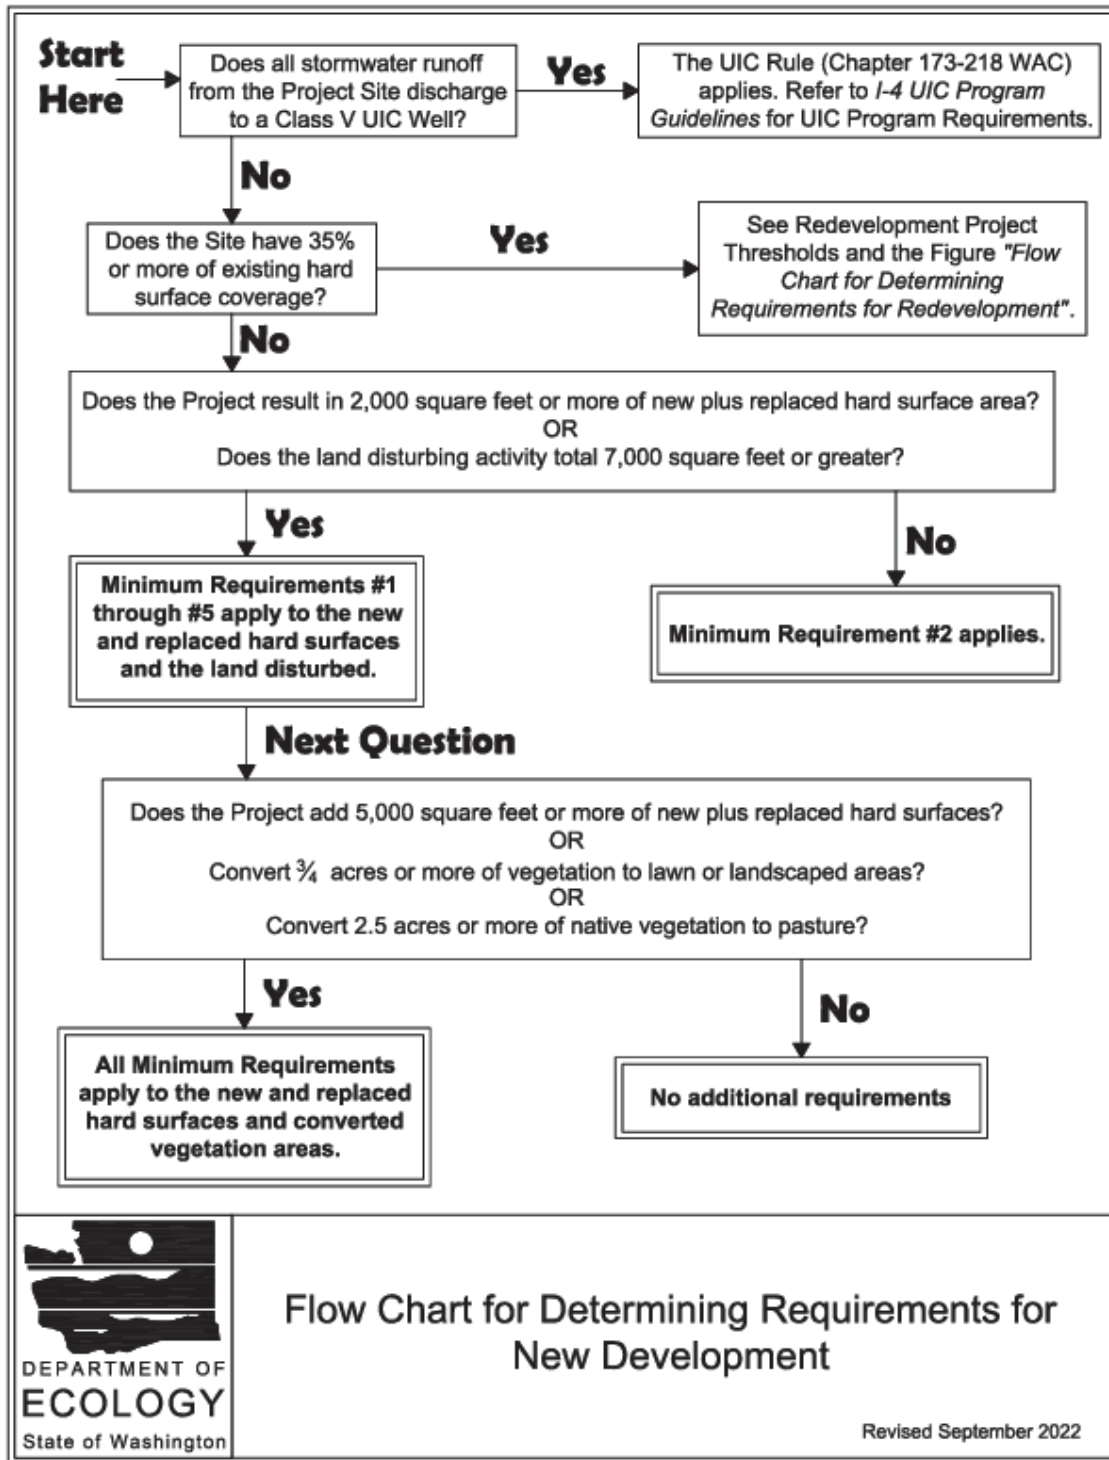 Start
Here
Does all stormwater runoff
from the Project Site discharge
to a Class V UIC Well?
Yes
The UIC Rule (Chapter 173-218 WAC)
applies. Refer to I-4 UIC Program
Guidelines for UIC Program Requirements.
No
Does the Site have 35%
or more of existing hard
surface coverage?
Yes
See Redevelopment Project
Thresholds and the Figure "Flow
Chart for Determining
Requirements for Redevelopment".
No
Does the Project result in 2,000 square feet or more of new plus replaced hard surface area?
OR
Does the land disturbing activity total 7,000 square feet or greater?
Yes
No
Minimum Requirements #1
through #5 apply to the new
and replaced hard surfaces
and the land disturbed.
Minimum Requirement #2 applies.
Next Question
Does the Project add 5,000 square feet or more of new plus replaced hard surfaces?
OR
Convert ¾ acres or more of vegetation to lawn or landscaped areas?
OR
Convert 2.5 acres or more of native vegetation to pasture?
Yes
No
All Minimum Requirements
apply to the new and replaced
hard surfaces and converted
vegetation areas.
No additional requirements
DEPARTMENT OF
ECOLOGY
State of Washington
Flow Chart for Determining Requirements for
New Development
Revised September 2022